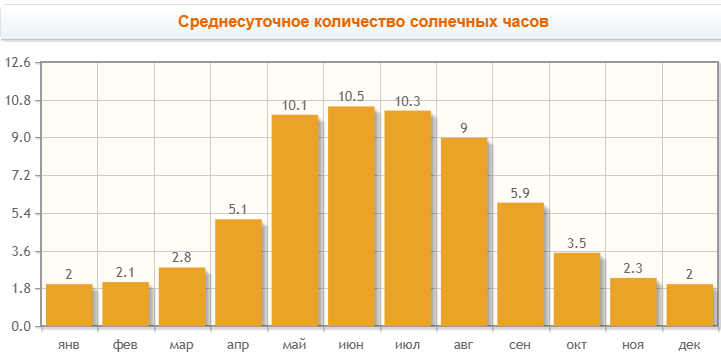 Среднесуточное количество солнечных часов
12.6
10.8
9.0
7.2
5.4
3.6
1.8
0.0
2 2.1 2.8 5.1 10.1 10.5 10.3 9 5.9 3.5 2.3 2
янв фев мар апр май июн июл авг сен окт ноя дек